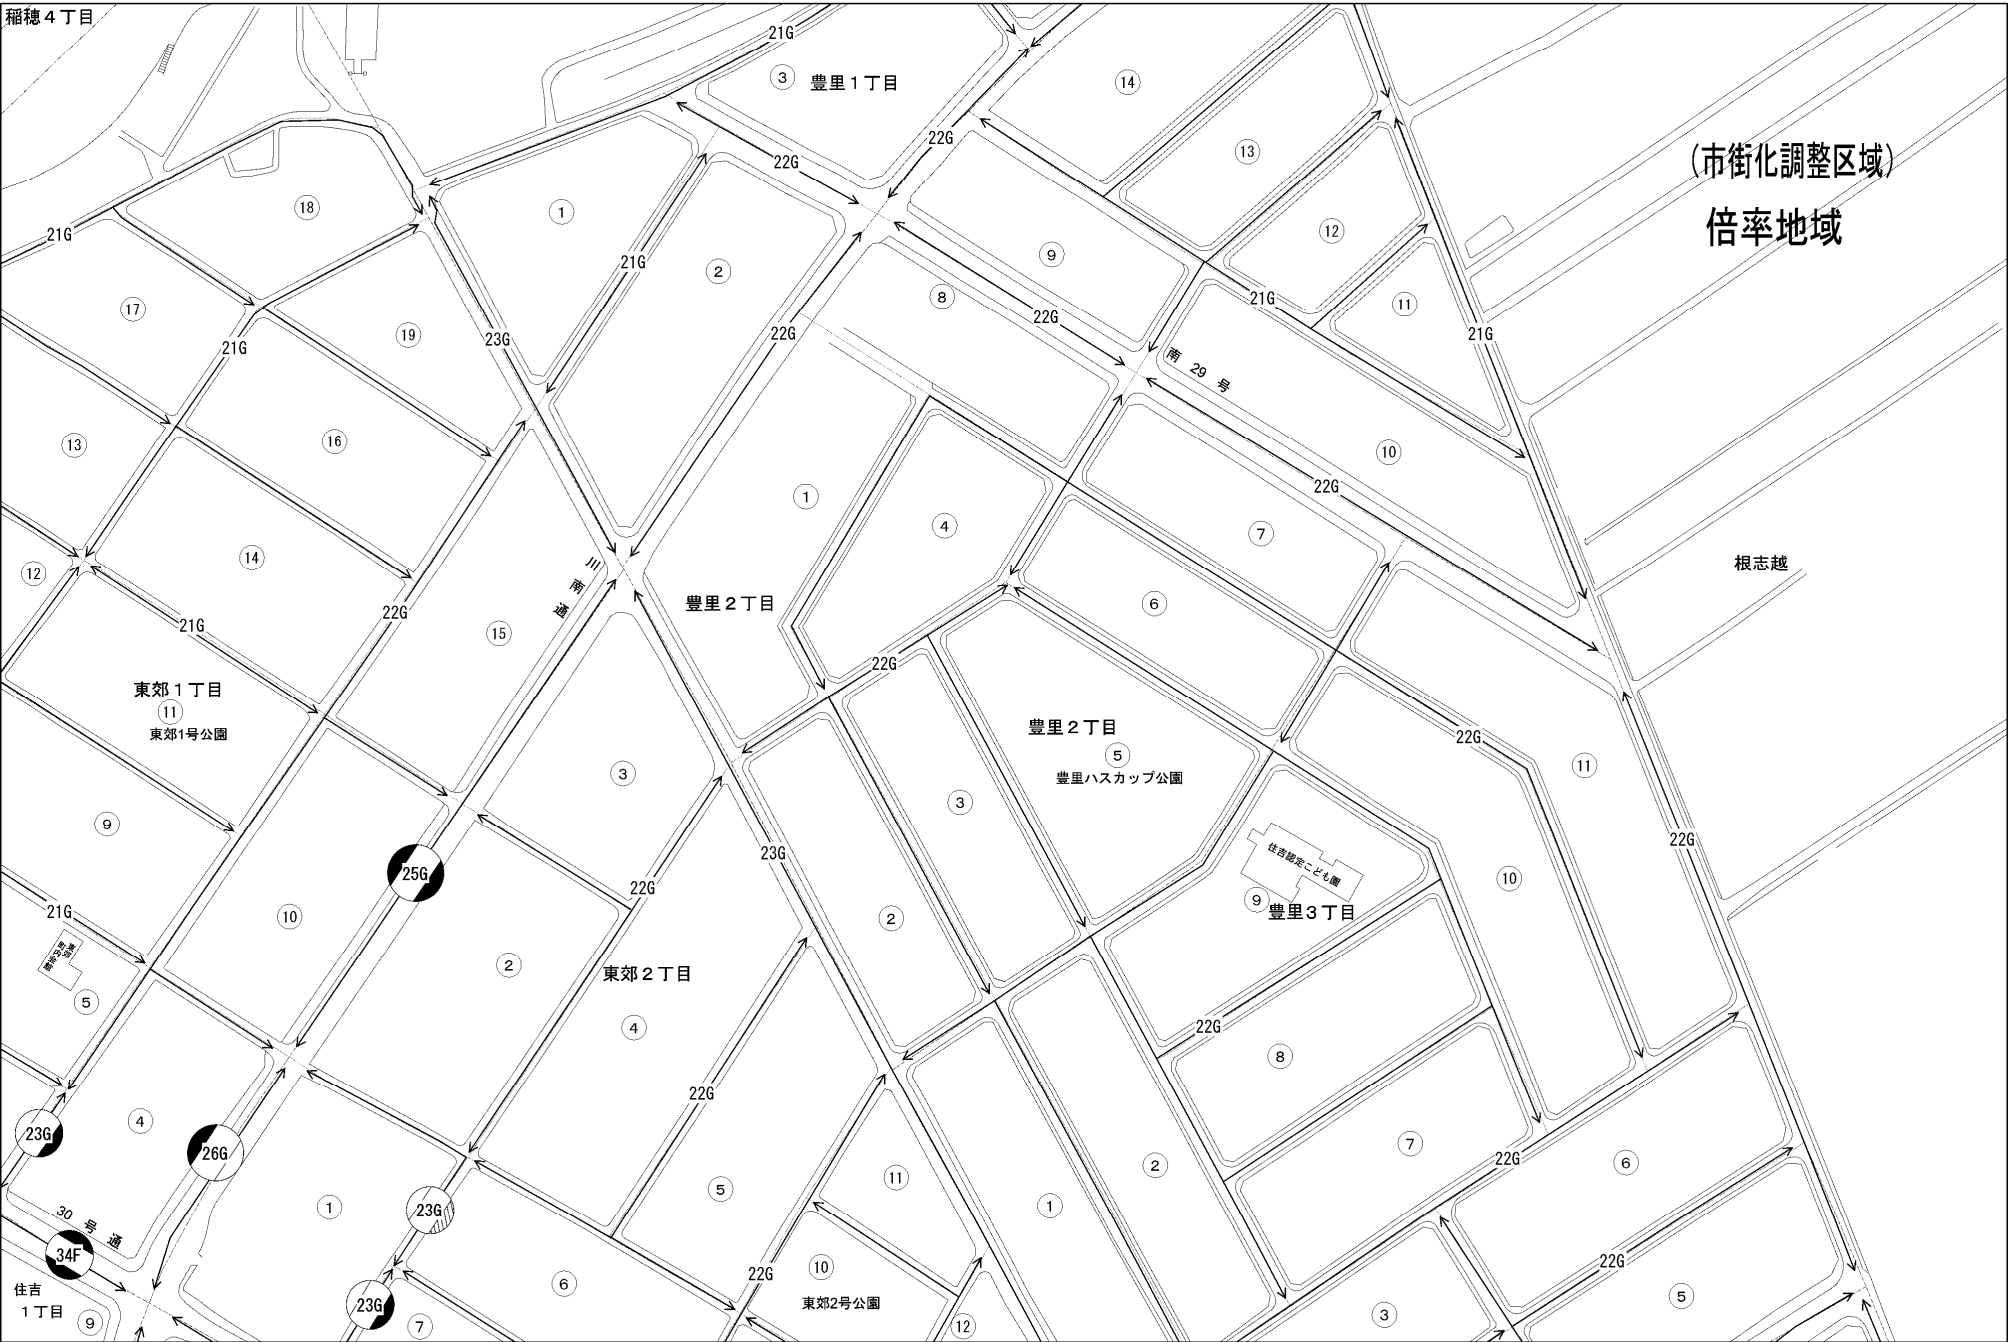 稲穂４丁目
21G
③
豊里１丁目
⑭
22G
22G
⑬
(市街化調整区域)
倍率地域
⑱
①
21G
⑫
21G
②
⑨
⑧
21G
⑪
⑰
22G
⑲
23G
22G
21G
21G
南 29 号
⑬
⑯
⑩
22G
①
④
⑦
⑭
川南通
根志越
⑫
豊里２丁目
⑥
22G
21G
⑮
22G
東郊１丁目
⑪
東郊1号公園
豊里２丁目
⑤
豊里ハスカップ公園
22G
⑪
③
③
⑨
23G
22G
住吉認定こども園
25G
22G
⑨
豊里３丁目
⑩
21G
⑩
②
東郊町内会館
②
東郊２丁目
⑤
④
22G
⑧
22G
④
23G
26G
⑦
22G
②
⑥
⑪
⑤
①
①
23G
30 号 通
34F
22G
⑩
東郊2号公園
⑥
22G
住吉
１丁目
⑨
23G
⑦
⑫
③
⑤